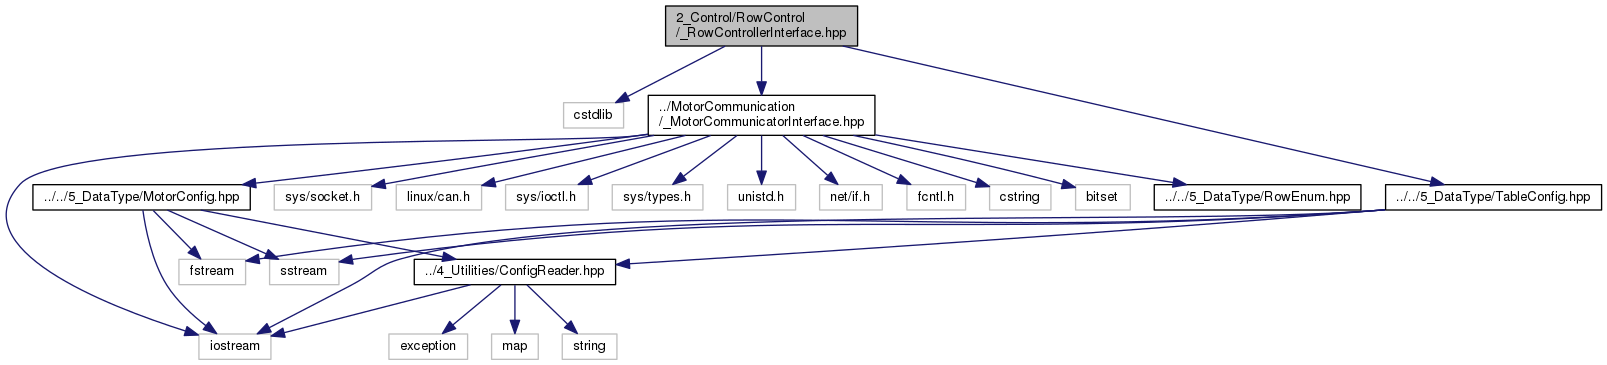 2_Control/RowControl
/_RowControllerInterface.hpp
cstdlib
../MotorCommunication
/_MotorCommunicatorInterface.hpp
../../5_DataType/MotorConfig.hpp
sys/socket.h
linux/can.h
sys/ioctl.h
sys/types.h
unistd.h
net/if.h
fcntl.h
cstring
bitset
../../5_DataType/RowEnum.hpp
../../5_DataType/TableConfig.hpp
fstream
sstream
../4_Utilities/ConfigReader.hpp
iostream
exception
map
string